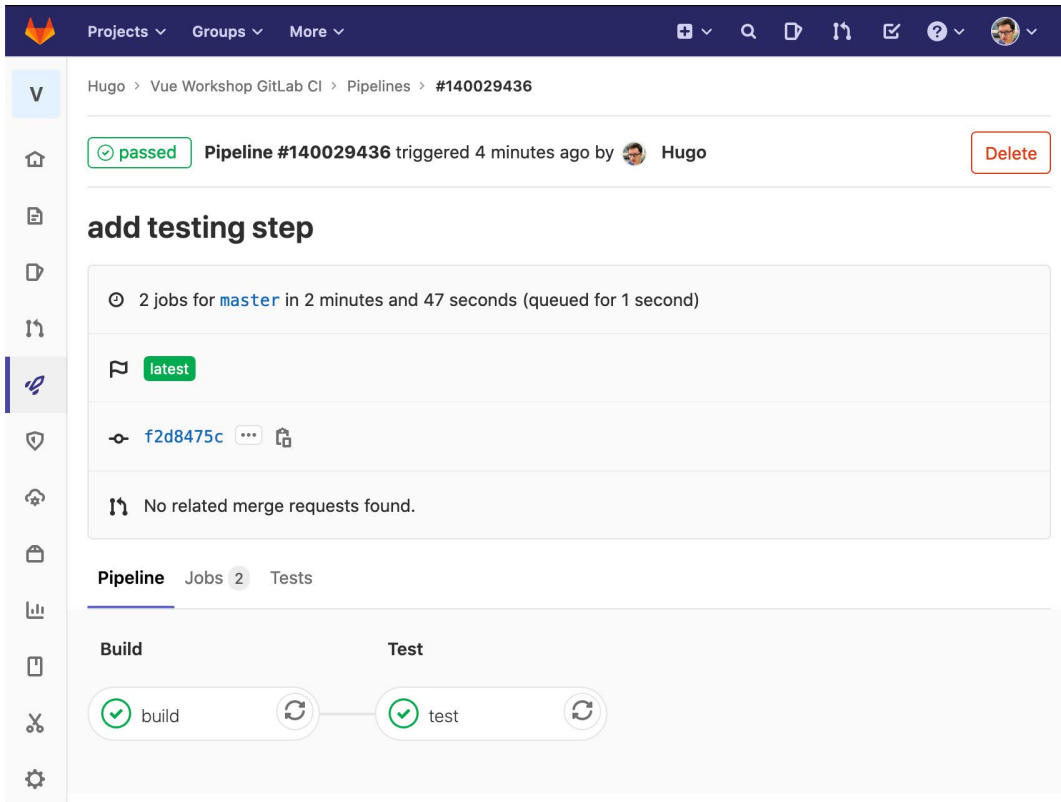 Projects Groups More
V
Hugo > Vue Workshop GitLab CI > Pipelines > #140029436
passed Pipeline #140029436 triggered 4 minutes ago by Hugo Delete
add testing step
2 jobs for master in 2 minutes and 47 seconds (queued for 1 second)
latest
f2d8475c ...
No related merge requests found.
Pipeline Jobs 2 Tests
Build Test
build test